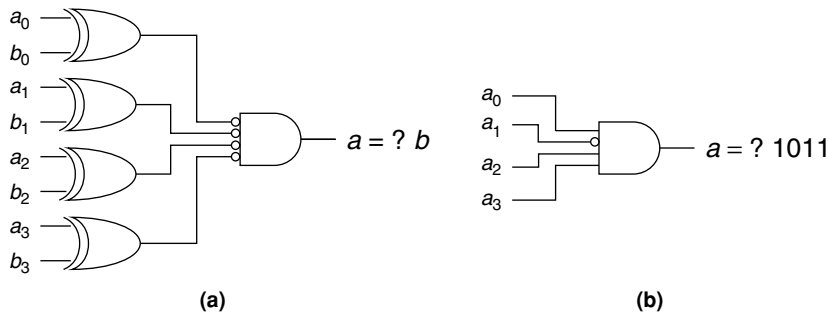 a0
b0
a1
b1
a2
b2
a3
b3
a = ? b
(a)
a0
a1
a2
a3
a = ? 1011
(b)